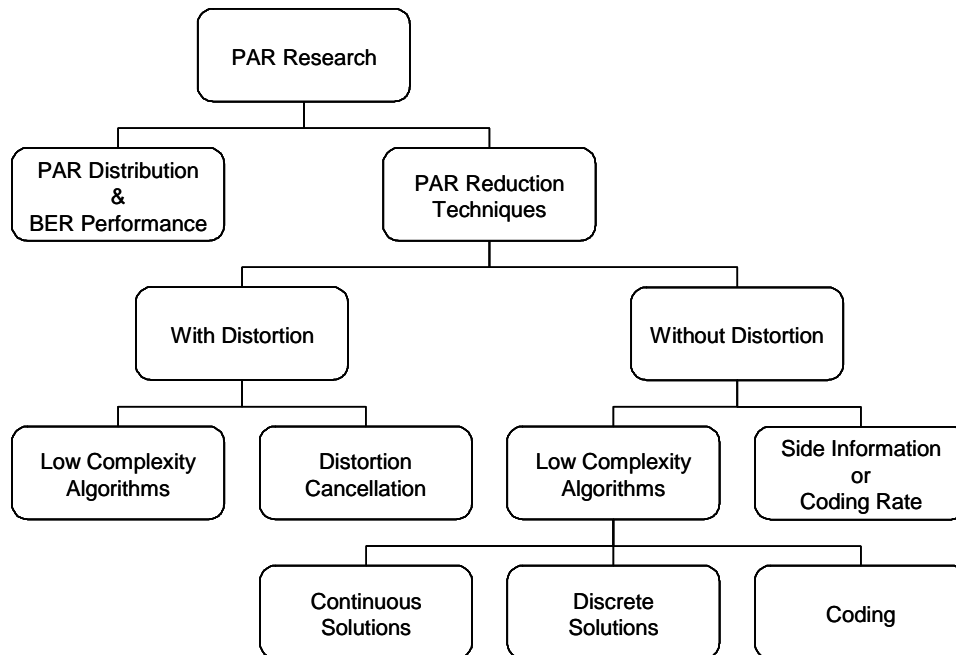 PAR Research
PAR Distribution
&
BER Performance
PAR Reduction
Techniques
With Distortion
Without Distortion
Low Complexity
Algorithms
Distortion
Cancellation
Low Complexity
Algorithms
Side Information
or
Coding Rate
Continuous
Solutions
Discrete
Solutions
Coding